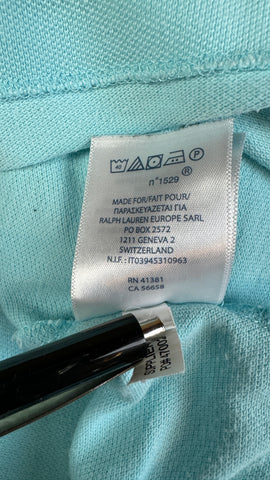 40 P
n° 1529 ®
MADE FOR/FAIT POUR/
ΠΑΡΑΣΚΕΥΑΖΕΤΑΙ ΓΙΑ
RALPH LAUREN EUROPE SARL
PO BOX 2572
1211 GENEVA 2
SWITZERLAND
N.I.F.: IT03945310963
RN 41381
CA 56658